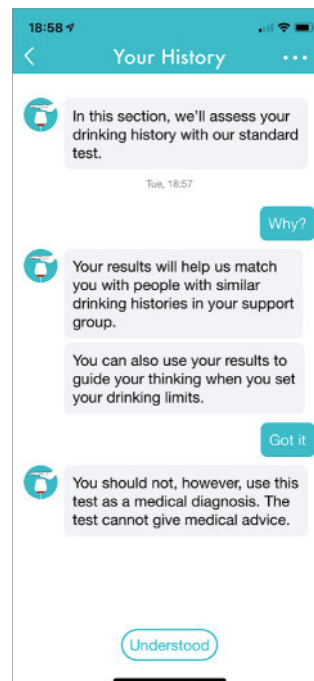 18:58
Your History
In this section, we'll assess your
drinking history with our standard
test.
Tue, 18:57
Why?
Your results will help us match
you with people with similar
drinking histories in your support
group.
You can also use your results to
guide your thinking when you set
your drinking limits.
Got it
You should not, however, use this
test as a medical diagnosis. The
test cannot give medical advice.
Understood